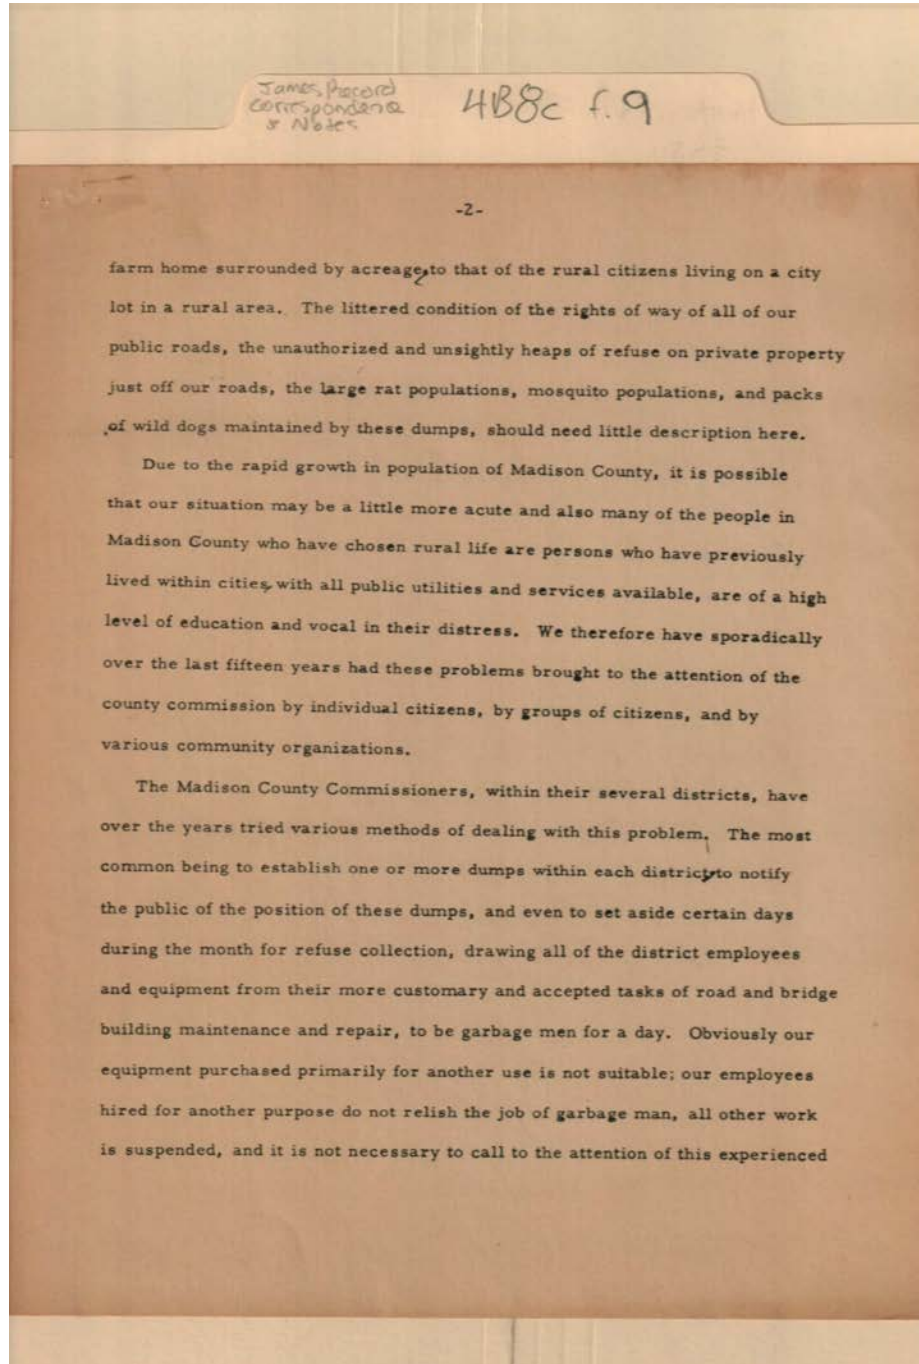 James Record
Correspondence
& Notes
4B8c f.9
-2-
farm home surrounded by acreage, to that of the rural citizens living on a city
lot in a rural area. The littered condition of the rights of way of all of our
public roads, the unauthorized and unsightly heaps of refuse on private property
just off our roads, the large rat populations, mosquito populations, and packs
of wild dogs maintained by these dumps, should need little description here.
Due to the rapid growth in population of Madison County, it is possible
that our situation may be a little more acute and also many of the people in
Madison County who have chosen rural life are persons who have previously
lived within cities, with all public utilities and services available, are of a high
level of education and vocal in their distress. We therefore have sporadically
over the last fifteen years had these problems brought to the attention of the
county commission by individual citizens, by groups of citizens, and by
various community organizations.
The Madison County Commissioners, within their several districts, have
over the years tried various methods of dealing with this problem. The most
common being to establish one or more dumps within each district, to notify
the public of the position of these dumps, and even to set aside certain days
during the month for refuse collection, drawing all of the district employees
and equipment from their more customary and accepted tasks of road and bridge
building maintenance and repair, to be garbage men for a day. Obviously our
equipment purchased primarily for another use is not suitable; our employees
hired for another purpose do not relish the job of garbage man, all other work
is suspended, and it is not necessary to call to the attention of this experienced